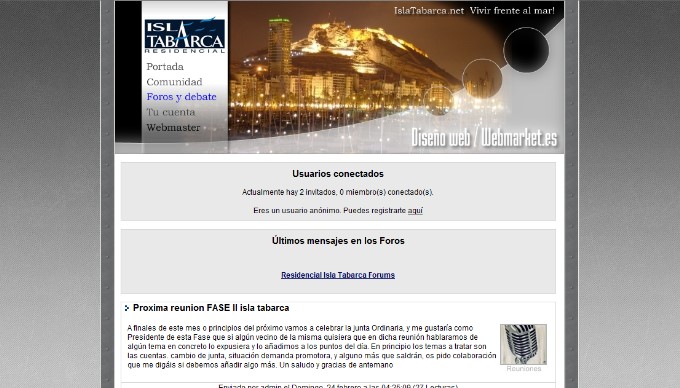 IslaTabarca.net Vivir frente al mar!
ISLA
TABARCA
RESIDENCIAL
Portada
Comunidad
Foros y debate
Tu cuenta
Webmaster
Diseño web / Webmarket.es
Usuarios conectados
Actualmente hay 2 invitados, 0 miembro(s) conectado(s).
Eres un usuario anónimo. Puedes registrarte aquí
Últimos mensajes en los Foros
Residencial Isla Tabarca Forums
Proxima reunion FASE II isla tabarca
A finales de este mes o principios del próximo vamos a celebrar la junta Ordinaria, y me gustaría como
Presidente de esta Fase que si algún vecino de la misma quisiera que en dicha reunión hablaramos de
algún tema en concreto lo expusiera y lo añadimos a los puntos del día. En principio los temas a tratar son
las cuentas, cambio de junta, situación demanda promotora, y alguno más que saldrán, os pido colaboración
que me digáis si debemos añadir algo más. Un saludo y gracias de antemano
Reuniones
Enviado por admin el Domingo, 24 febrero a las 04:25:09 (27 Lecturas)